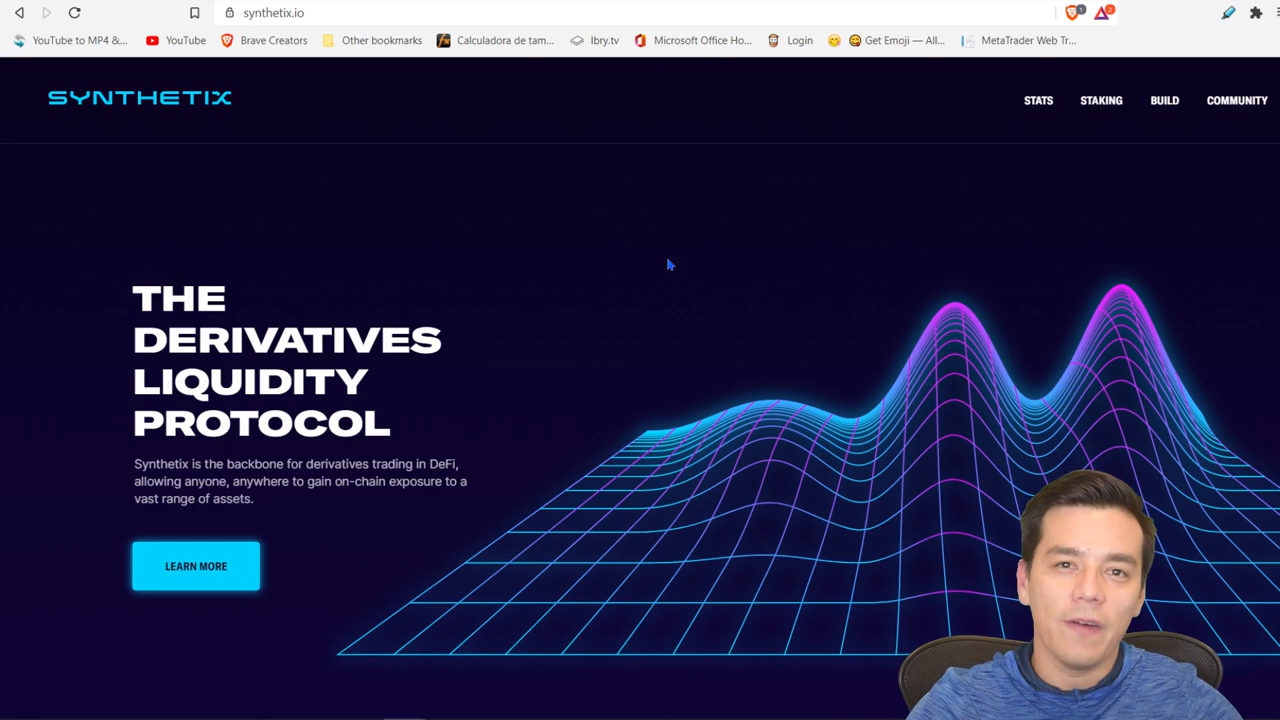 synthetix.io
1
2
YouTube to MP4 &...
YouTube
Brave Creators
Other bookmarks
Calculadora de tam...
lbry.tv
Microsoft Office Ho...
Login
Get Emoji — All...
MetaTrader Web Tr...
SYNTHETIX
STATS
STAKING
BUILD
COMMUNITY
THE
DERIVATIVES
LIQUIDITY
PROTOCOL
Synthetix is the backbone for derivatives trading in DeFi,
allowing anyone, anywhere to gain on-chain exposure to a
vast range of assets.
LEARN MORE